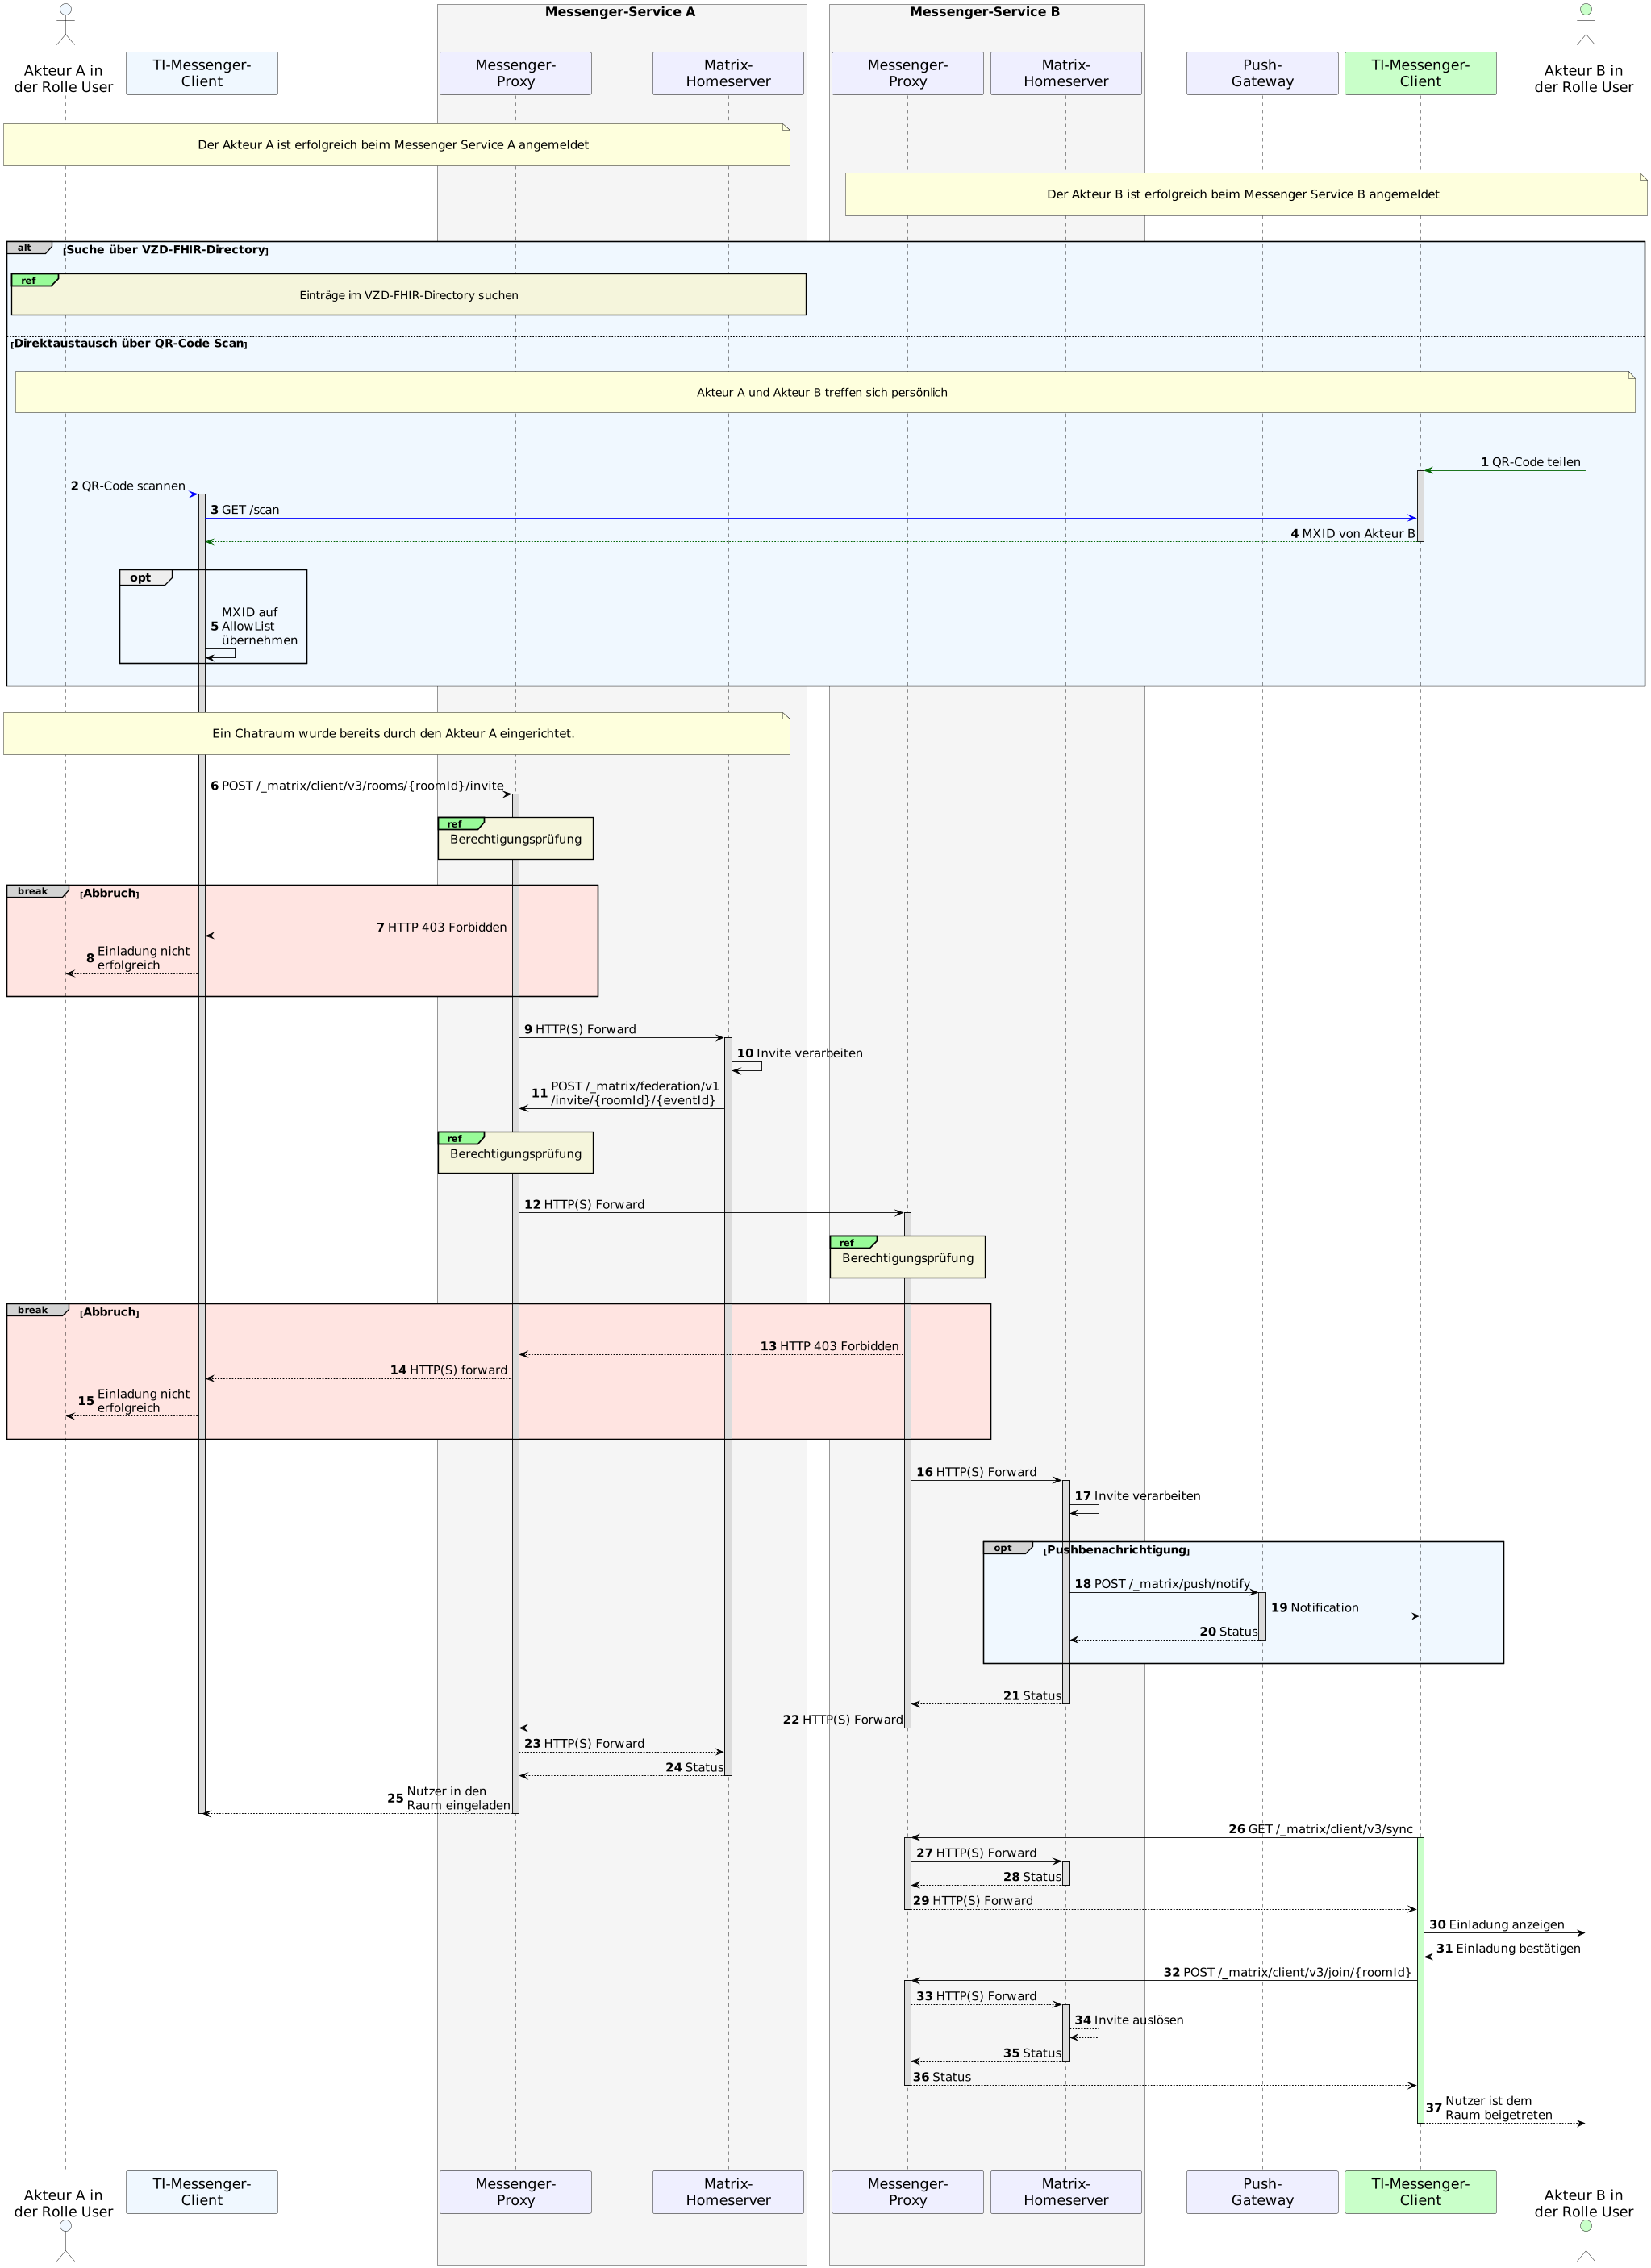 Messenger-Service A
Messenger-Service B
Akteur A in
der Rolle User
TI-Messenger-
Client
Messenger-
Proxy
Matrix-
Homeserver
Messenger-
Proxy
Matrix-
Homeserver
Push-
Gateway
TI-Messenger-
Client
Akteur B in
der Rolle User
Der Akteur A ist erfolgreich beim Messenger Service A angemeldet
Der Akteur B ist erfolgreich beim Messenger Service B angemeldet
alt [Suche über VZD-FHIR-Directory]
ref
Einträge im VZD-FHIR-Directory suchen
[Direktaustausch über QR-Code Scan]
Akteur A und Akteur B treffen sich persönlich
1 QR-Code teilen
2 QR-Code scannen
3 GET /scan
4 MXID von Akteur B
opt
MXID auf
5 AllowList
übernehmen
Ein Chatraum wurde bereits durch den Akteur A eingerichtet.
6 POST /_matrix/client/v3/rooms/{roomId}/invite
ref
Berechtigungsprüfung
break [Abbruch]
7 HTTP 403 Forbidden
8 Einladung nicht
erfolgreich
9 HTTP(S) Forward
10 Invite verarbeiten
11 POST /_matrix/federation/v1
/invite/{roomId}/{eventId}
ref
Berechtigungsprüfung
12 HTTP(S) Forward
ref
Berechtigungsprüfung
break [Abbruch]
13 HTTP 403 Forbidden
14 HTTP(S) forward
15 Einladung nicht
erfolgreich
16 HTTP(S) Forward
17 Invite verarbeiten
opt [Pushbenachrichtigung]
18 POST /_matrix/push/notify
19 Notification
20 Status
21 Status
22 HTTP(S) Forward
23 HTTP(S) Forward
24 Status
25 Nutzer in den
Raum eingeladen
26 GET /_matrix/client/v3/sync
27 HTTP(S) Forward
28 Status
29 HTTP(S) Forward
30 Einladung anzeigen
31 Einladung bestätigen
32 POST /_matrix/client/v3/join/{roomId}
33 HTTP(S) Forward
34 Invite auslösen
35 Status
36 Status
37 Nutzer ist dem
Raum beigetreten
Akteur A in
der Rolle User
TI-Messenger-
Client
Messenger-
Proxy
Matrix-
Homeserver
Messenger-
Proxy
Matrix-
Homeserver
Push-
Gateway
TI-Messenger-
Client
Akteur B in
der Rolle User